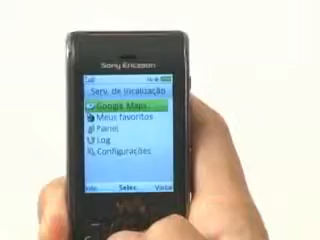 Sony Ericsson
Serv. de localização
Google Maps
Meus favoritos
Painel
Log
Configurações
Selec.
Voltar